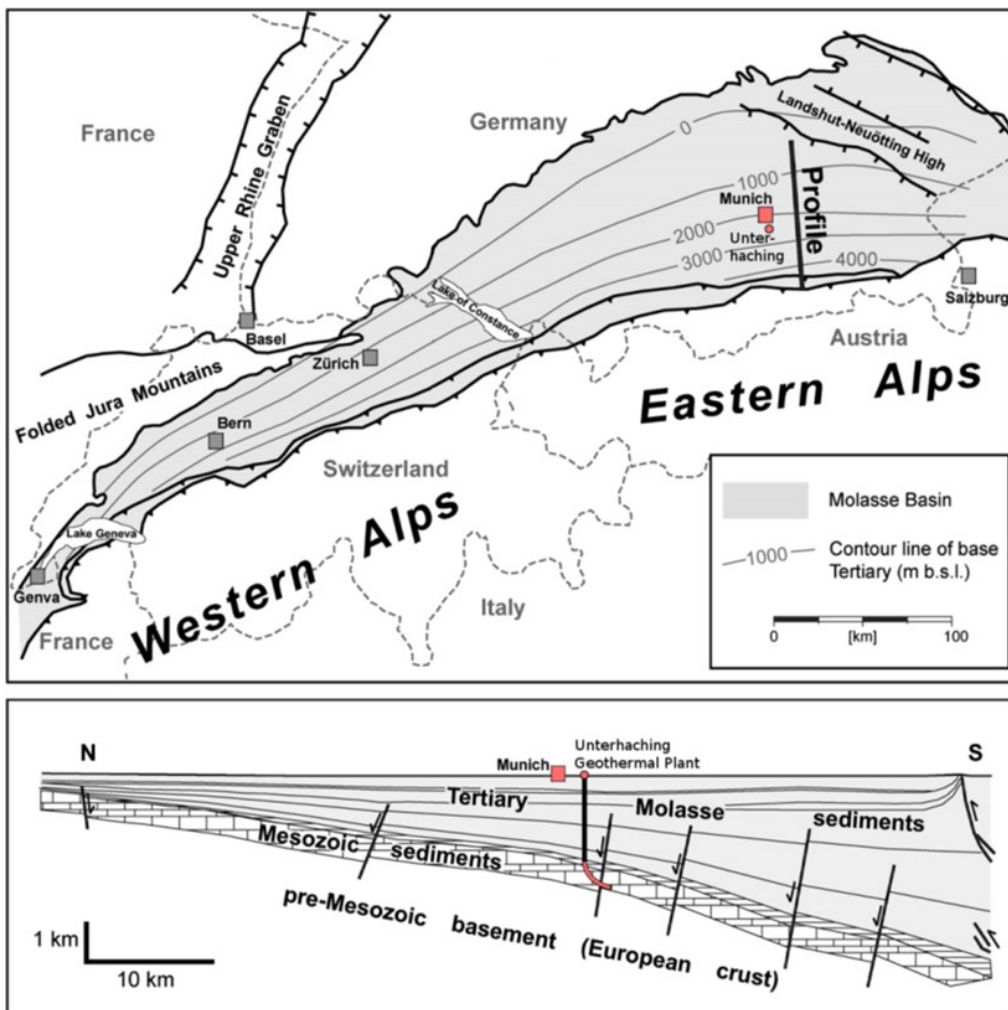 France
Germany
Upper Rhine Graben
Landshut-Neuötting High
0
1000
Profile
Munich
2000
Unter-
haching
3000
4000
Salzburg
Lake of Constance
Basel
Zürich
Austria
Folded Jura Mountains
Eastern Alps
Bern
Switzerland
Western Alps
Lake Geneva
Genva
Italy
France
Molasse Basin
1000
Contour line of base
Tertiary (m b.s.l.)
0 [km] 100
N
S
Munich
Unterhaching
Geothermal Plant
Tertiary Molasse sediments
Mesozoic sediments
pre-Mesozoic basement (European crust)
1 km
10 km